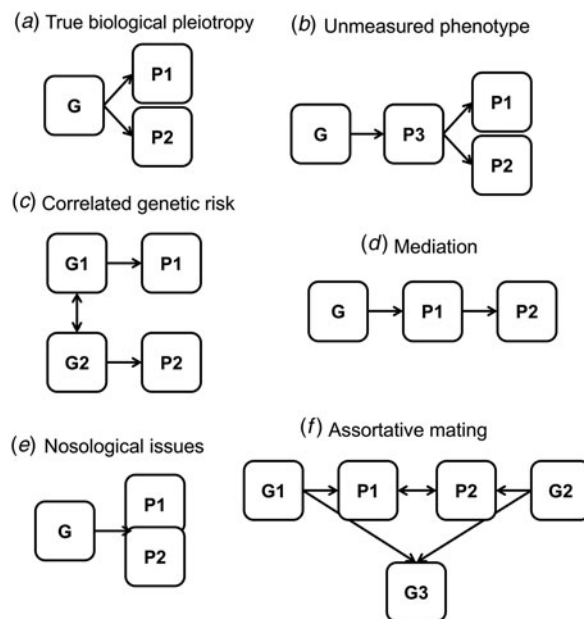 (a) True biological pleiotropy
G
P1
P2
(b) Unmeasured phenotype
G
P3
P1
P2
(c) Correlated genetic risk
G1
P1
G2
P2
(d) Mediation
G
P1
P2
(e) Nosological issues
G
P1
P2
(f) Assortative mating
G1
P1
P2
G2
G3